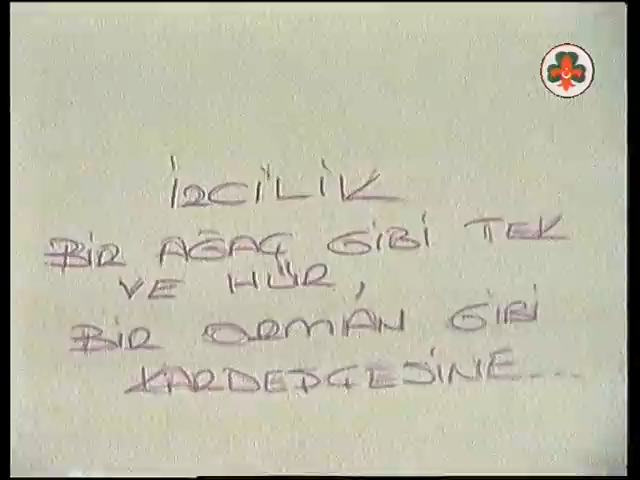 İZCİLİK
BİR AĞAÇ GİBİ TEK
VE HÜR,
BİR ORMAN GİBİ
KARDEŞÇESİNE...